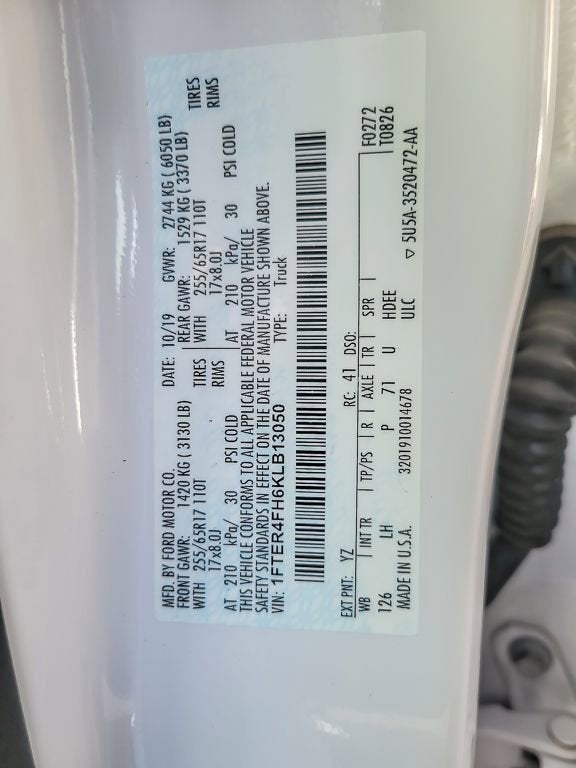 MFD. BY FORD MOTOR CO. DATE: 10/19 GVWR: 2744 KG ( 6050 LB)
FRONT GAWR: 1420 KG ( 3130 LB) REAR GAWR: 1529 KG ( 3370 LB)
WITH 255/65R17 110T TIRES WITH 255/65R17 110T TIRES
17x8.0J RIMS 17x8.0J RIMS
AT 210 kPa/ 30 PSI COLD AT 210 kPa/ 30 PSI COLD
THIS VEHICLE CONFORMS TO ALL APPLICABLE FEDERAL MOTOR VEHICLE
SAFETY STANDARDS IN EFFECT ON THE DATE OF MANUFACTURE SHOWN ABOVE.
VIN: 1FTER4FH6KLB13050 TYPE: Truck
EXT PNT: YZ RC: 41 DSO: F0272
WB INT TR TP/PS R AXLE TR SPR T0826
126 LH P 71 U HDEE
MADE IN U.S.A. 3201910014678 ULC ▽ 5U5A-3520472-AA